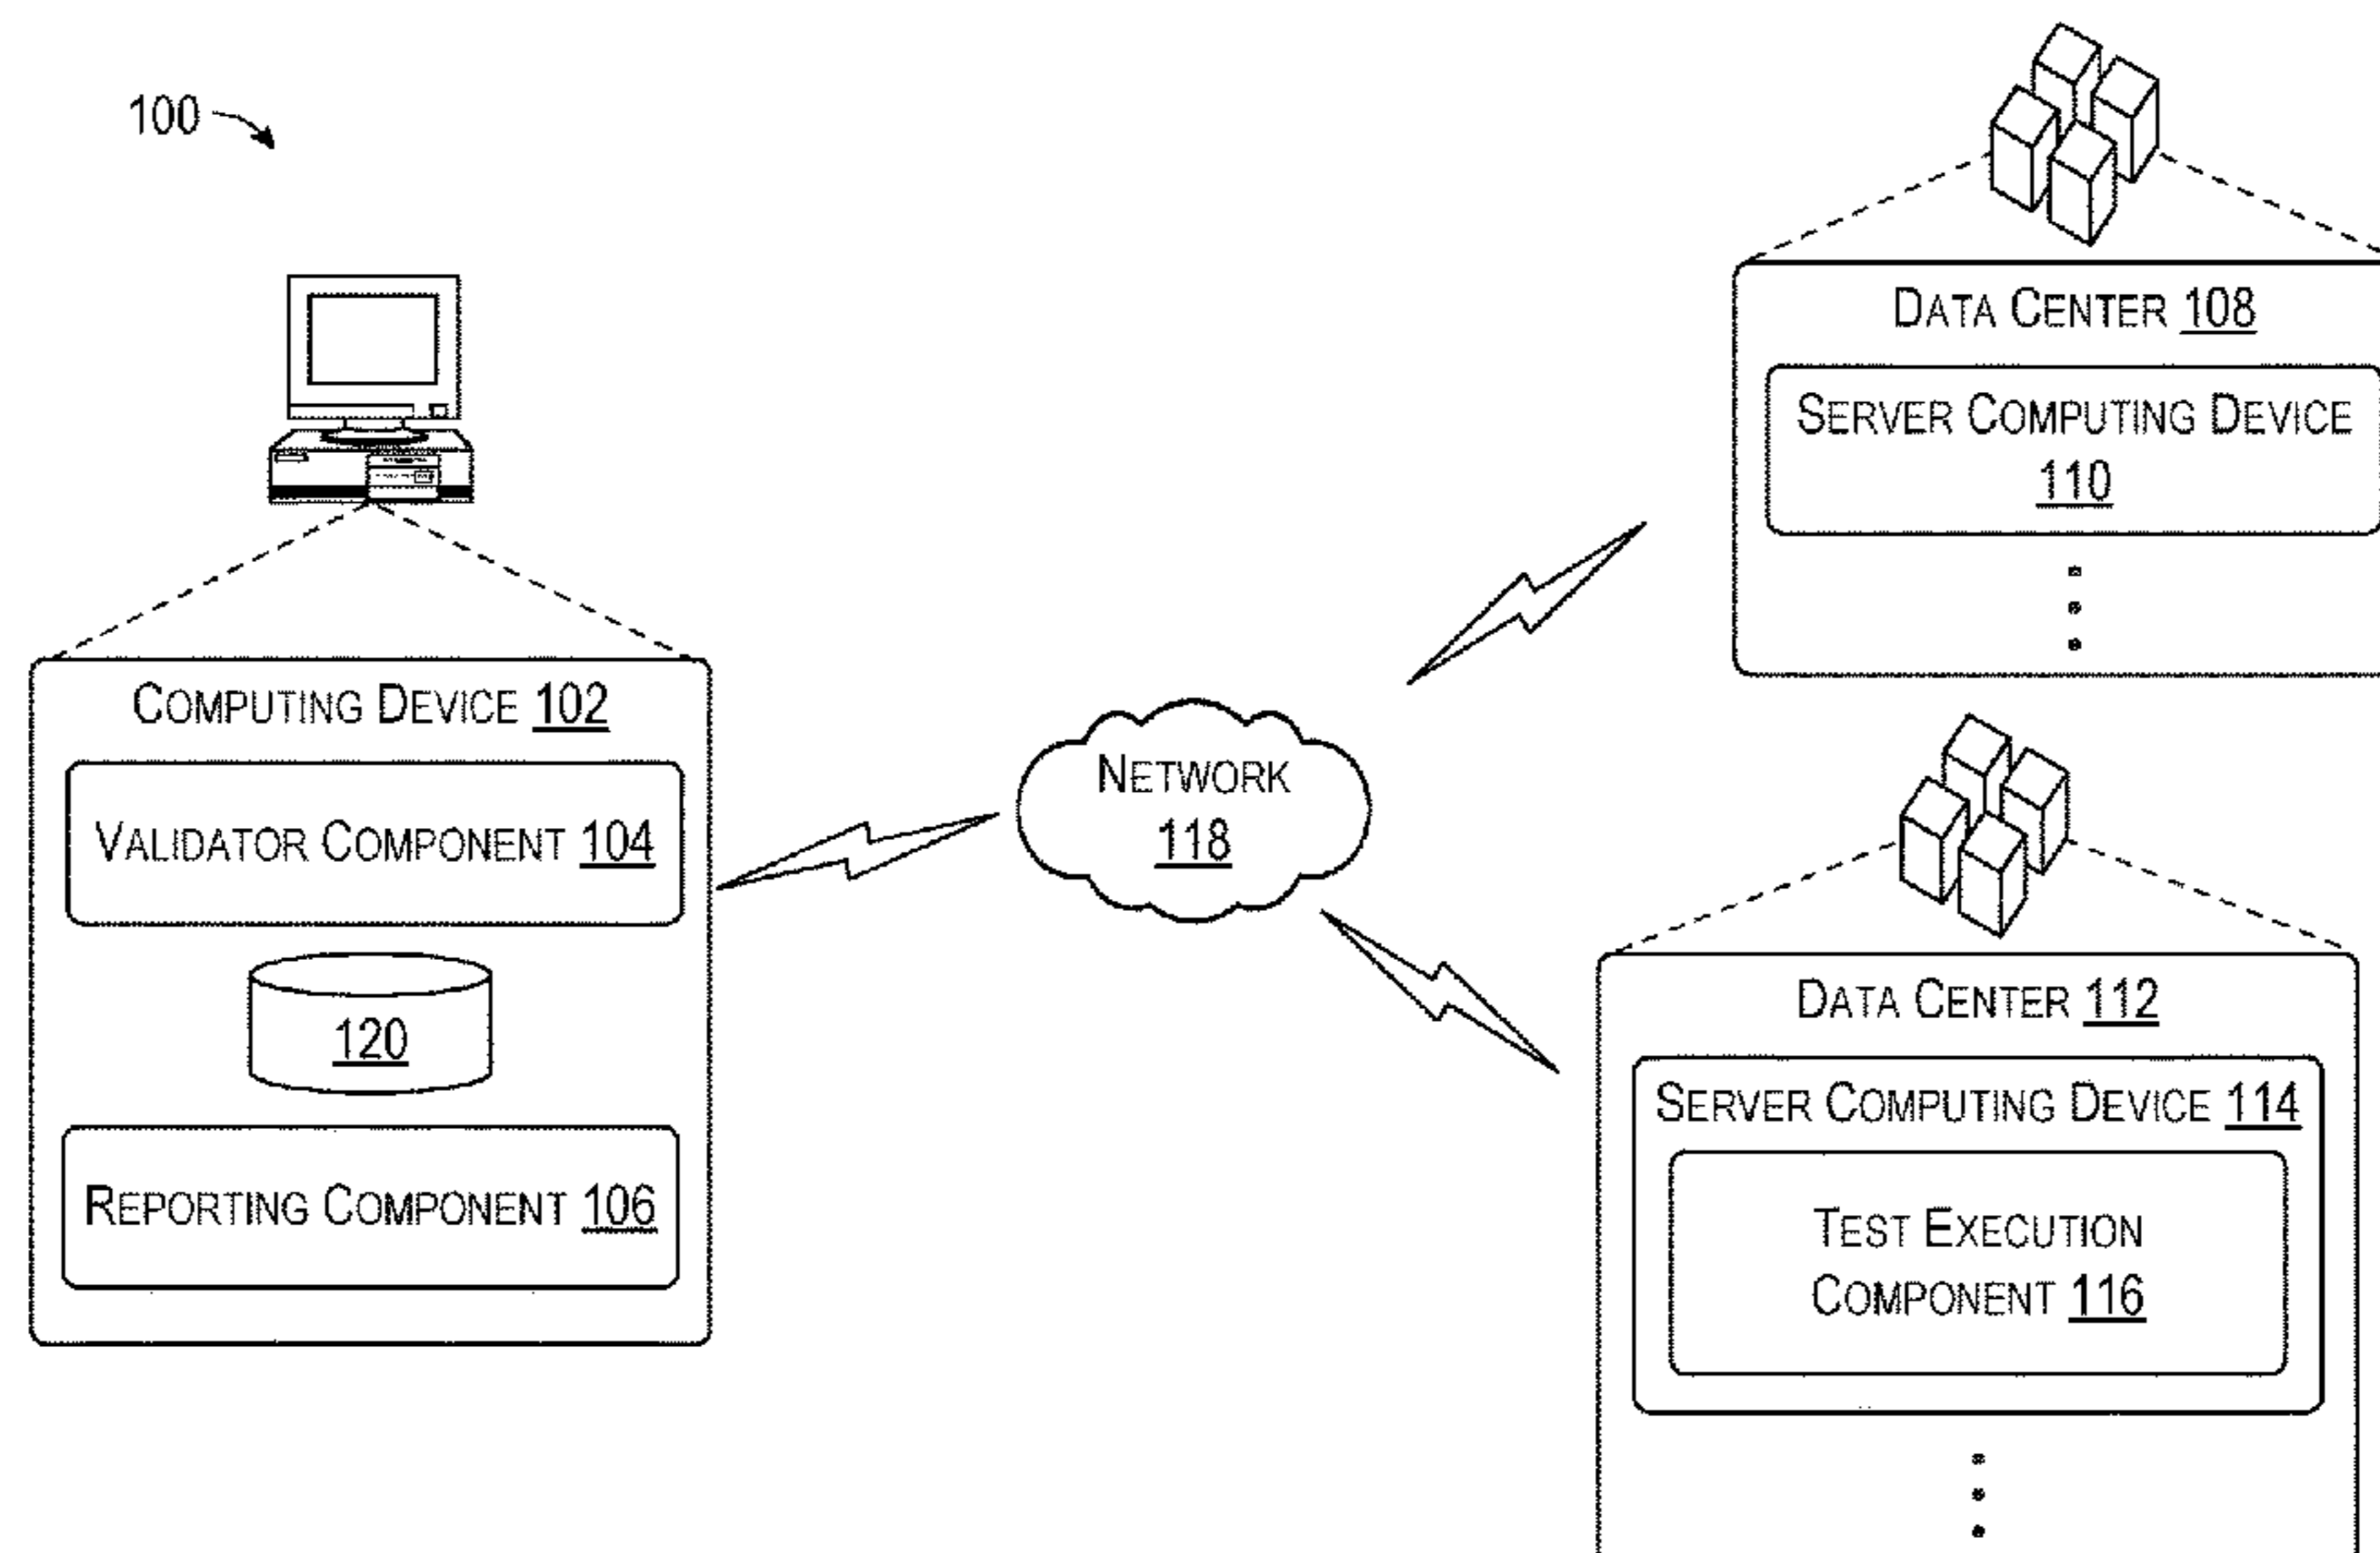 100
DATA CENTER 108
SERVER COMPUTING DEVICE
110
COMPUTING DEVICE 102
VALIDATOR COMPONENT 104
120
REPORTING COMPONENT 106
NETWORK
118
DATA CENTER 112
SERVER COMPUTING DEVICE 114
TEST EXECUTION
COMPONENT 116